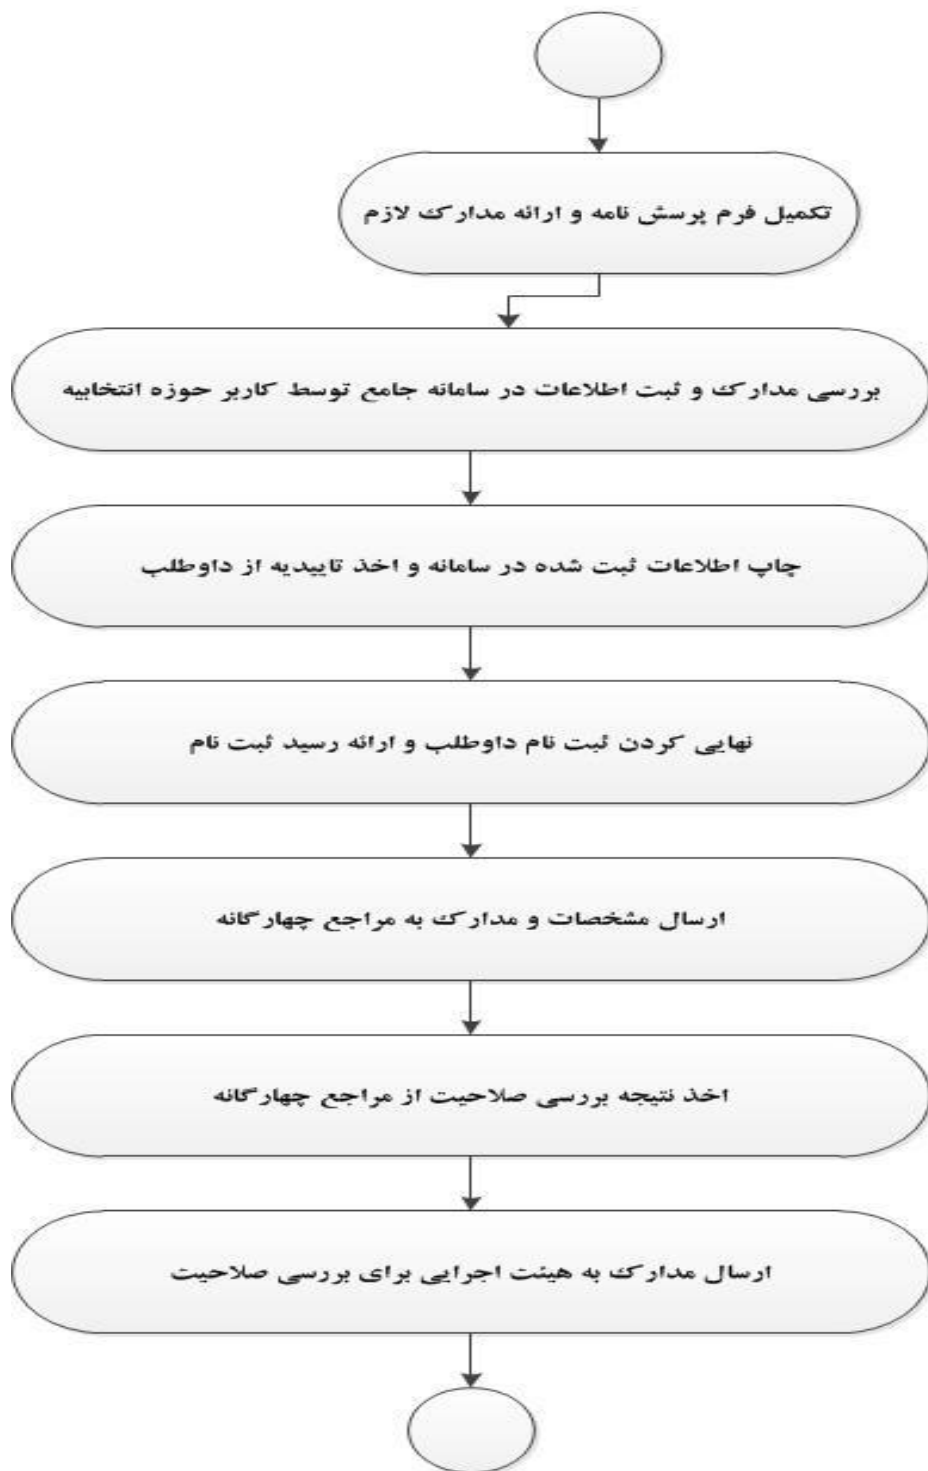 تکمیل فرم پرسش نامه و ارائه مدارک لازم
بررسی مدارک و ثبت اطلاعات در سامانه جامع توسط کاربر حوزه انتخابیه
چاپ اطلاعات ثبت شده در سامانه و اخذ تاییدیه از داوطلب
نهایی کردن ثبت نام داوطلب و ارائه رسید ثبت نام
ارسال مشخصات و مدارک به مراجع چهارگانه
اخذ نتیجه بررسی صلاحیت از مراجع چهارگانه
ارسال مدارک به هیئت اجرایی برای بررسی صلاحیت